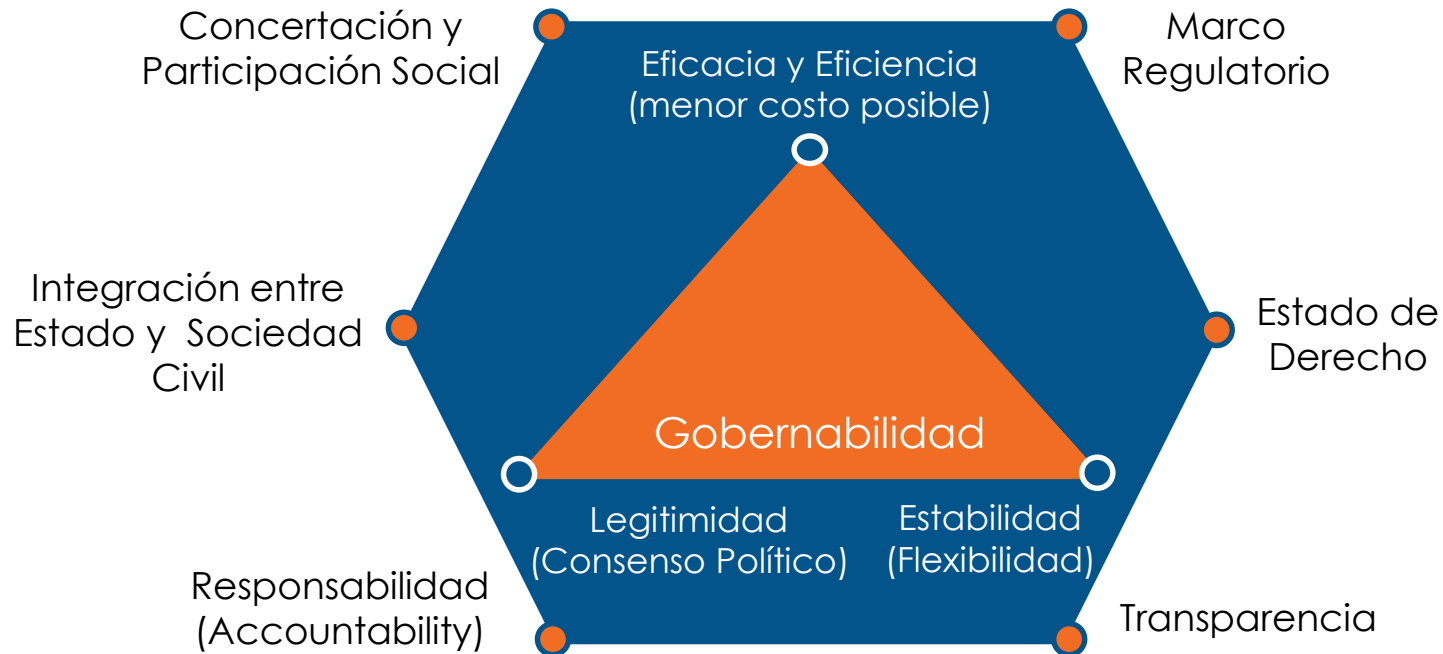 Concertación y
Participación Social
Marco
Regulatorio
Eficacia y Eficiencia
(menor costo posible)
Integración entre
Estado y Sociedad
Civil
Estado de
Derecho
Gobernabilidad
Legitimidad
(Consenso Político)
Estabilidad
(Flexibilidad)
Responsabilidad
(Accountability)
Transparencia